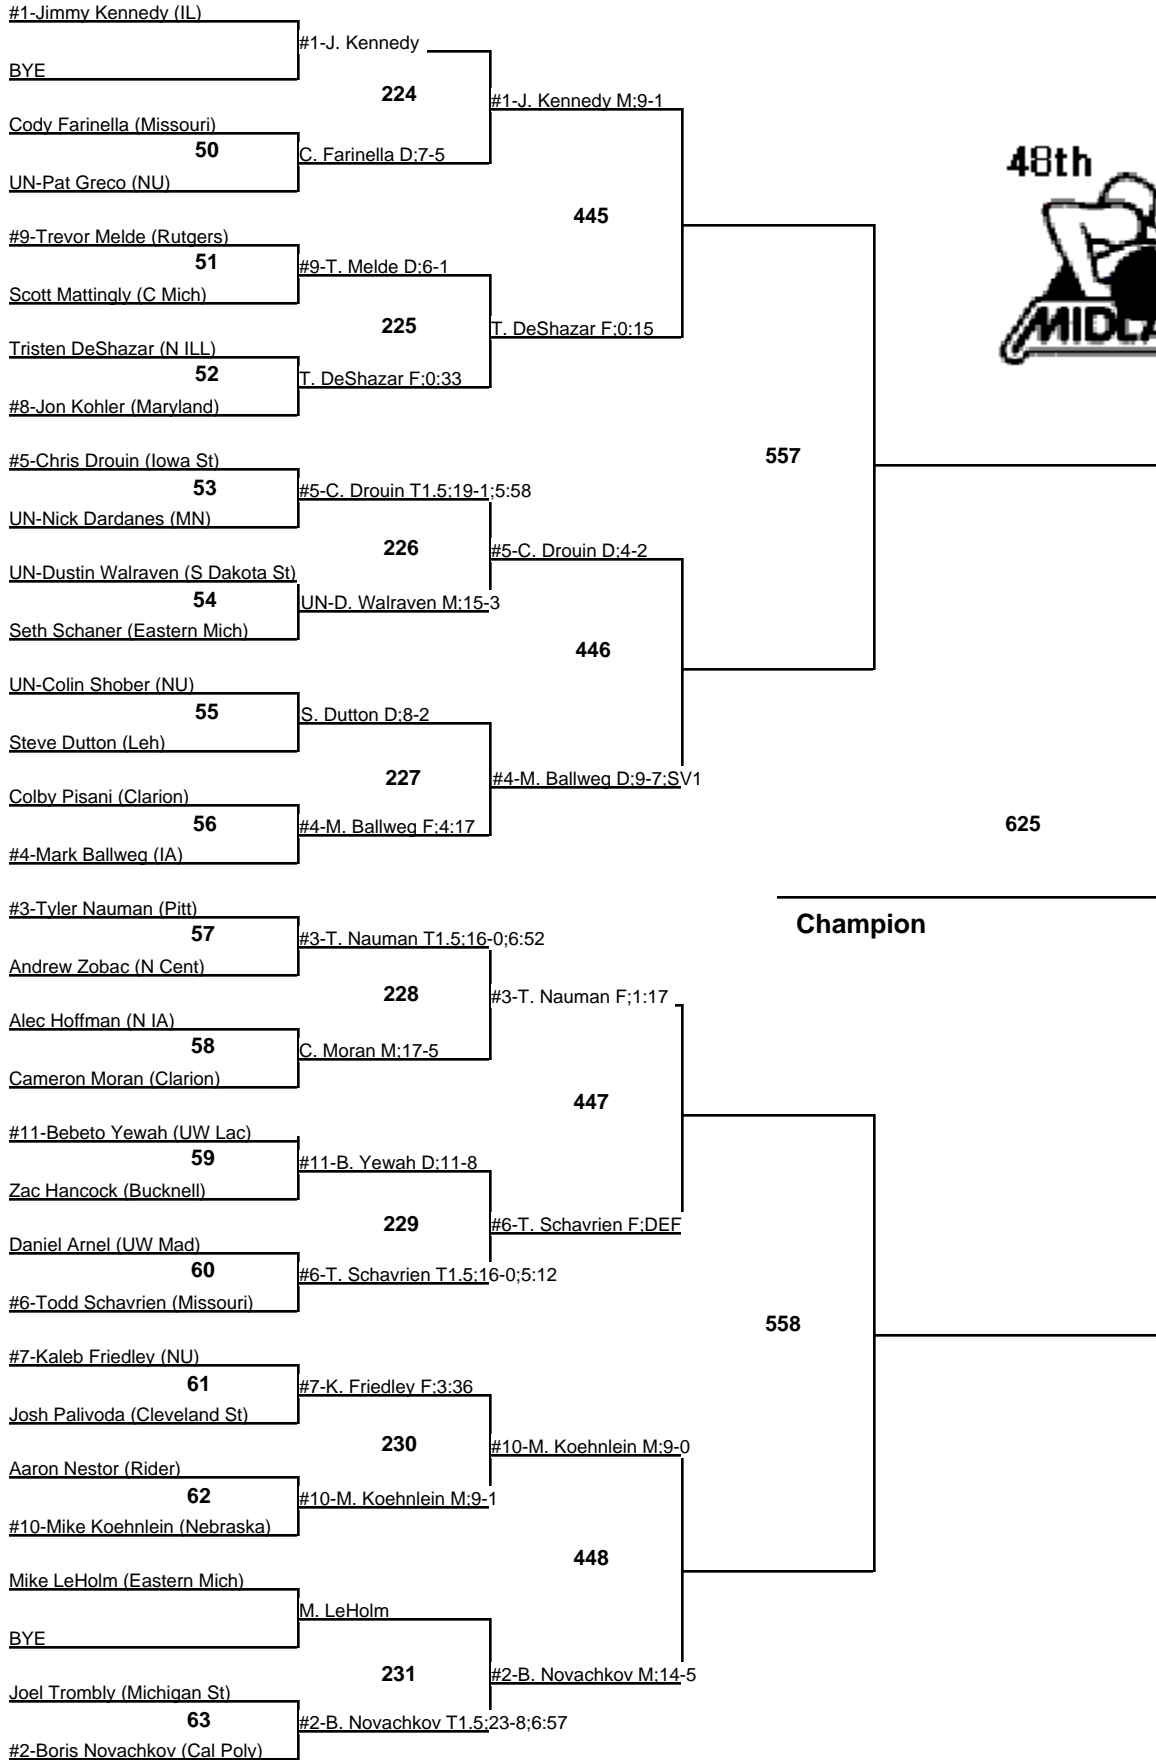 #1-Jimmy Kennedy (IL)
#1-J. Kennedy
BYE
224
#1-J. Kennedy M;9-1
Cody Farinella (Missouri)
50
C. Farinella D;7-5
UN-Pat Greco (NU)
48th
445
#9-Trevor Melde (Rutgers)
51
#9-T. Melde D;6-1
Scott Mattingly (C Mich)
225
T. DeShazar F;0:15
Tristen DeShazar (N ILL)
52
T. DeShazar F;0:33
#8-Jon Kohler (Maryland)
557
#5-Chris Drouin (Iowa St)
53
#5-C. Drouin T1.5;19-1;5:58
UN-Nick Dardanes (MN)
226
#5-C. Drouin D;4-2
UN-Dustin Walraven (S Dakota St)
54
UN-D. Walraven M;15-3
Seth Schaner (Eastern Mich)
446
UN-Colin Shober (NU)
55
S. Dutton D;8-2
Steve Dutton (Leh)
227
#4-M. Ballweg D;9-7;SV1
Colby Pisani (Clarion)
56
#4-M. Ballweg F;4:17
625
#4-Mark Ballweg (IA)
#3-Tyler Nauman (Pitt)
Champion
57
#3-T. Nauman T1.5;16-0;6:52
Andrew Zobac (N Cent)
228
#3-T. Nauman F;1:17
Alec Hoffman (N IA)
58
C. Moran M;17-5
Cameron Moran (Clarion)
447
#11-Bebeto Yewah (UW Lac)
59
#11-B. Yewah D;11-8
Zac Hancock (Bucknell)
229
#6-T. Schavrien F;DEF
Daniel Arnel (UW Mad)
60
#6-T. Schavrien T1.5;16-0;5:12
#6-Todd Schavrien (Missouri)
558
#7-Kaleb Friedley (NU)
61
#7-K. Friedley F;3:36
Josh Palivoda (Cleveland St)
230
#10-M. Koehnlein M;9-0
Aaron Nestor (Rider)
62
#10-M. Koehnlein M;9-1
#10-Mike Koehnlein (Nebraska)
448
Mike LeHolm (Eastern Mich)
M. LeHolm
BYE
231
#2-B. Novachkov M;14-5
Joel Trombly (Michigan St)
63
#2-B. Novachkov T1.5;23-8;6:57
#2-Boris Novachkov (Cal Poly)